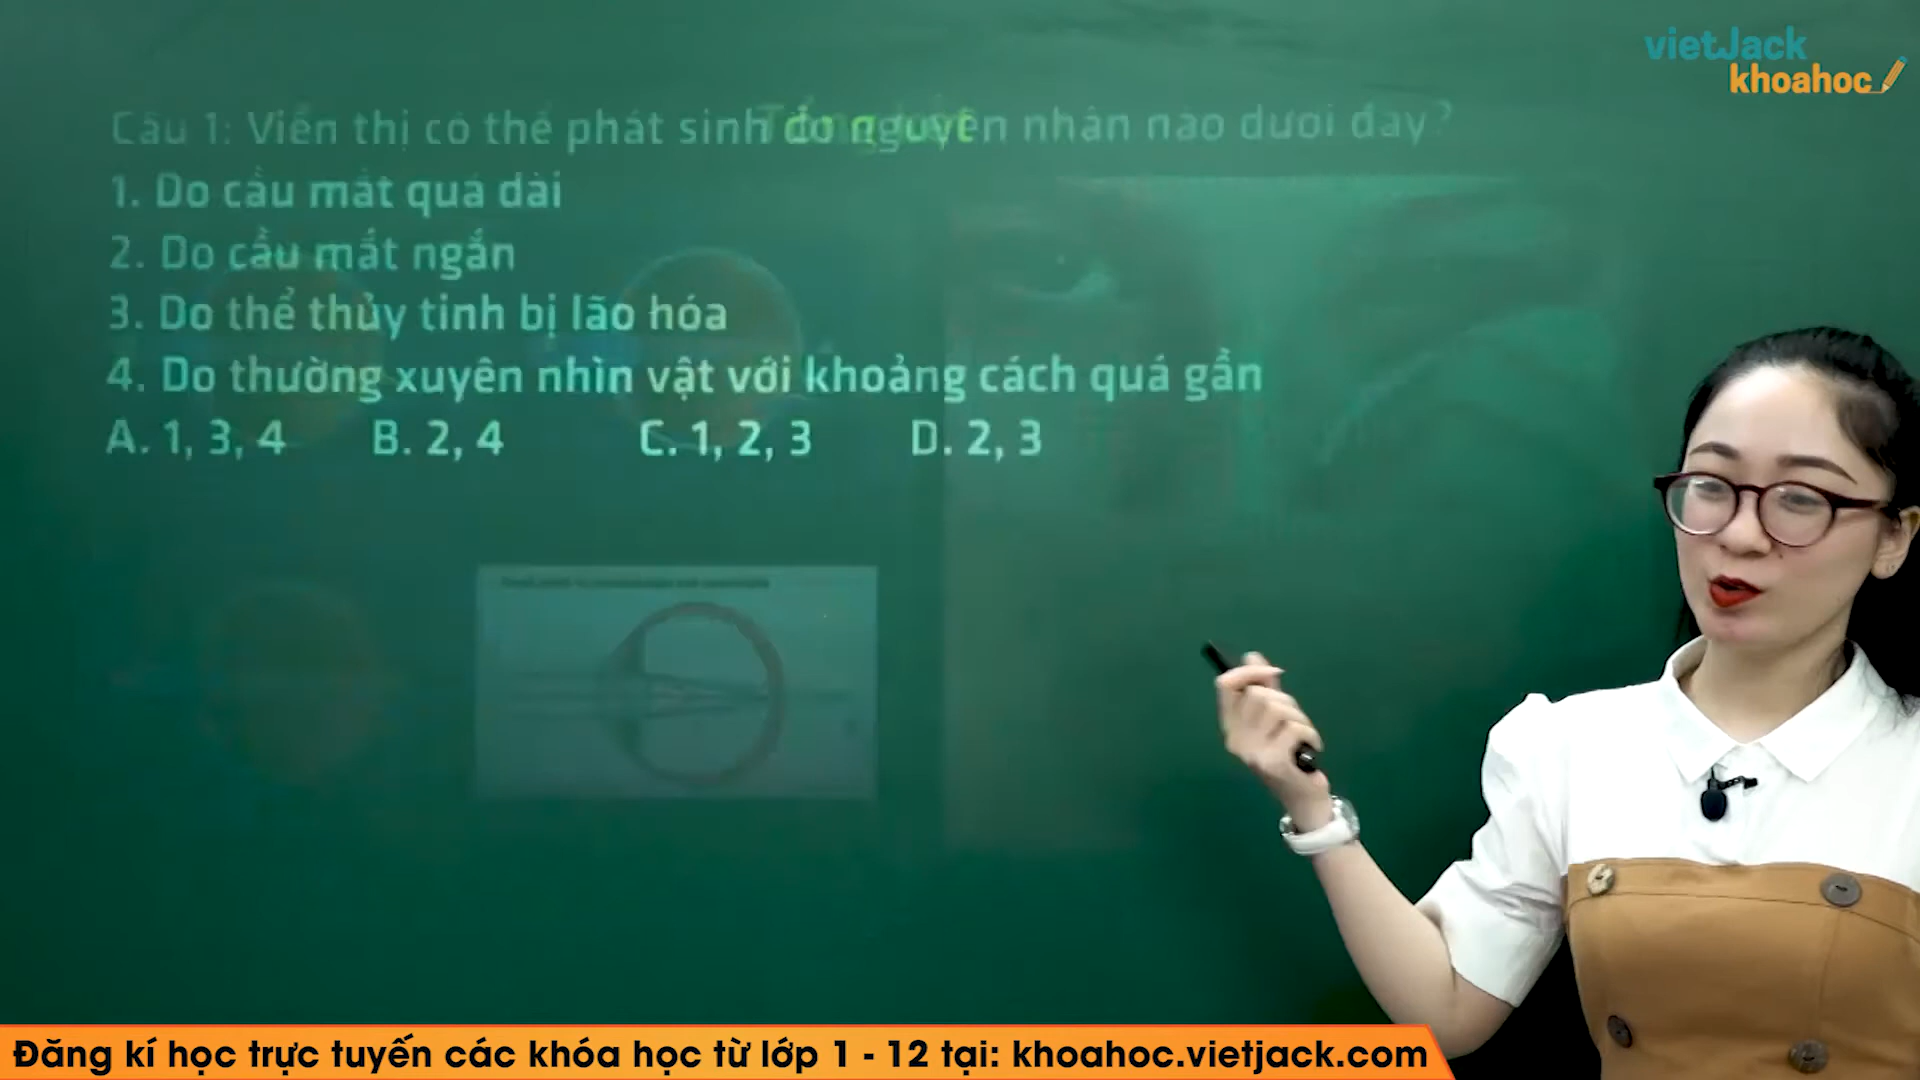 vietJack
khoahoc
Câu 1: Viễn thị có thể phát sinh do nguyên nhân nào dưới đây?
1. Do cầu mắt quá dài
2. Do cầu mắt ngắn
3. Do thể thủy tinh bị lão hóa
4. Do thường xuyên nhìn vật với khoảng cách quá gần
A. 1, 3, 4 B. 2, 4 C. 1, 2, 3 D. 2, 3
Đăng kí học trực tuyến các khóa học từ lớp 1 - 12 tại: khoahoc.vietjack.com